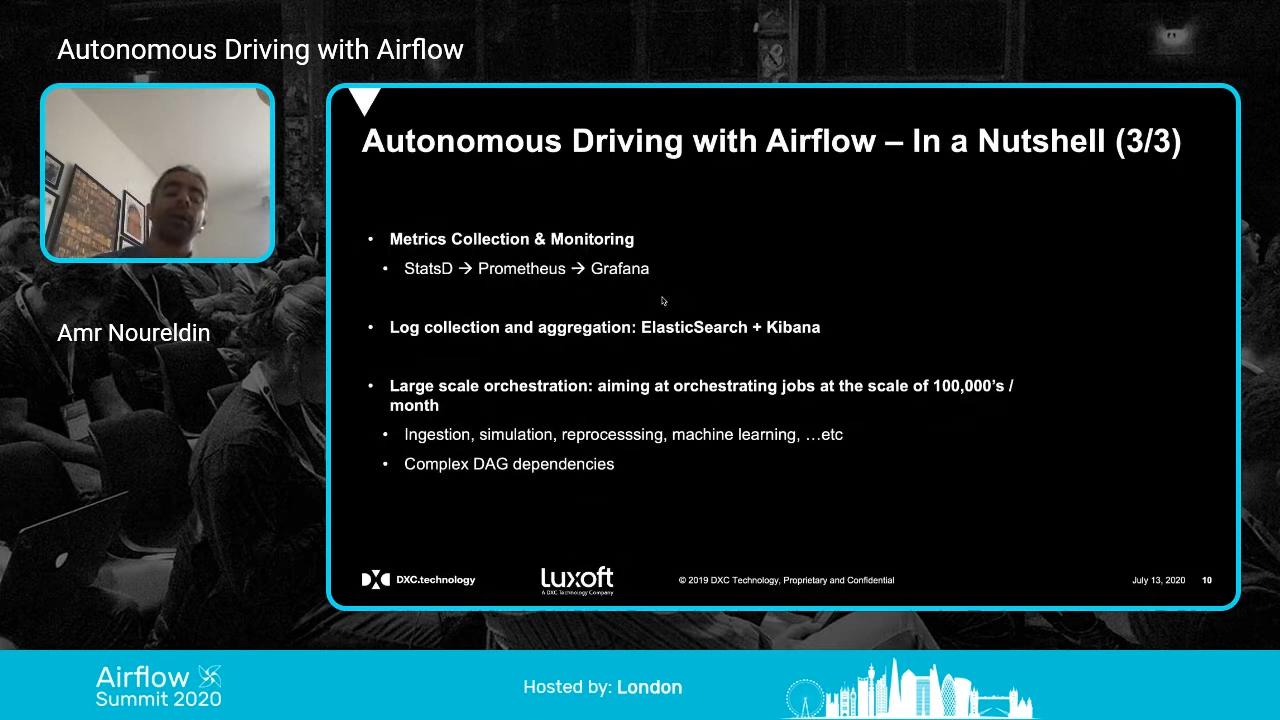 Autonomous Driving with Airflow
Autonomous Driving with Airflow – In a Nutshell (3/3)
• Metrics Collection & Monitoring
• StatsD → Prometheus → Grafana
Amr Noureldin
• Log collection and aggregation: ElasticSearch + Kibana
• Large scale orchestration: aiming at orchestrating jobs at the scale of 100,000’s /
month
• Ingestion, simulation, reprocesssing, machine learning, …etc
• Complex DAG dependencies
DXC.technology
Luxoft
A DXC Technology Company
© 2019 DXC Technology, Proprietary and Confidential
July 13, 2020 10
Airflow
Summit 2020
Hosted by: London